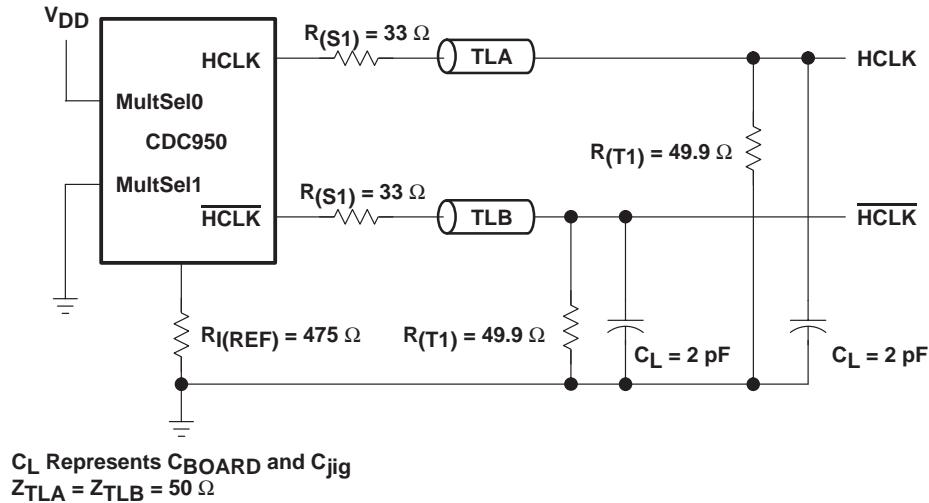 VDD
R(S1) = 33 Ω
TLA
HCLK
HCLK
MultSel0
CDC950
R(T1) = 49.9 Ω
MultSel1
R(S1) = 33 Ω
HCLK
TLB
HCLK
RI(REF) = 475 Ω
R(T1) = 49.9 Ω
CL = 2 pF
CL = 2 pF
CL Represents CBOARD and Cjig
ZTLA = ZTLB = 50 Ω